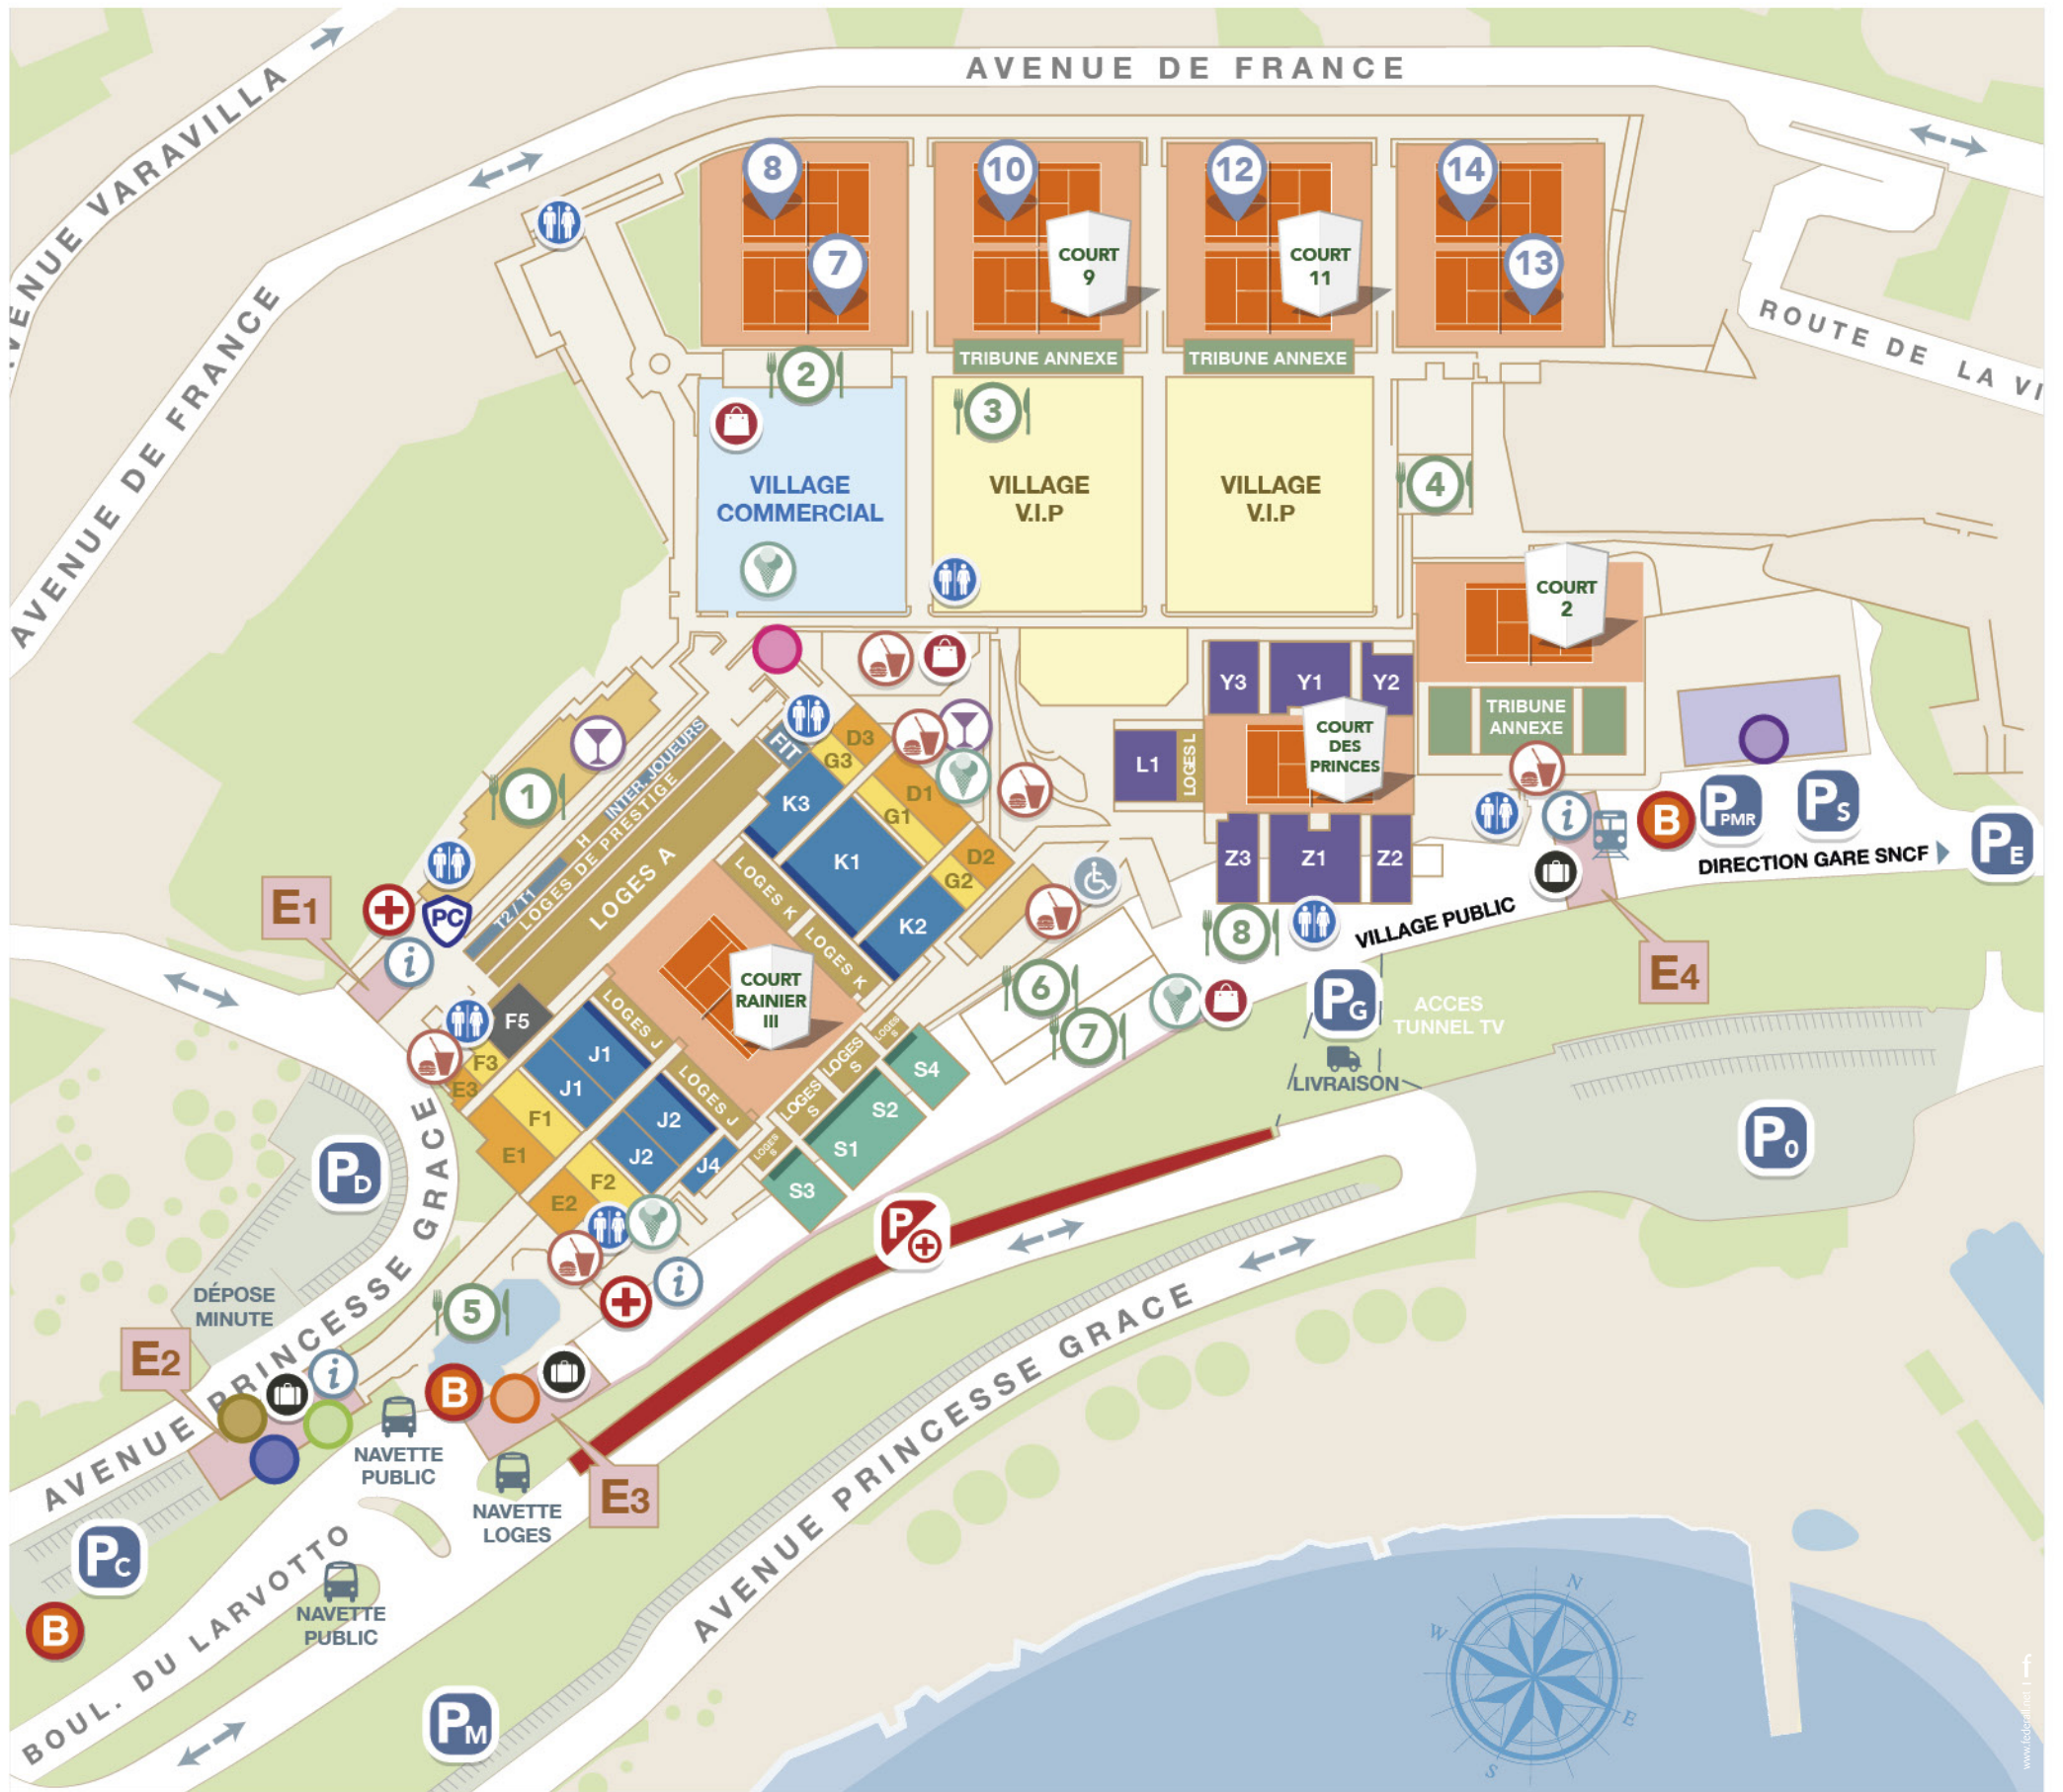 AVENUE DE FRANCE
AVENUE VARAVILLA
AVENUE DE FRANCE
ROUTE DE LA VI
8
10
12
14
7
13
COURT
9
COURT
11
TRIBUNE ANNEXE
TRIBUNE ANNEXE
2
3
4
VILLAGE
COMMERCIAL
VILLAGE
V.I.P
VILLAGE
V.I.P
COURT
2
TRIBUNE
ANNEXE
Y3
Y1
Y2
COURT
DES
PRINCES
L1
LOGES L
Z3
Z1
Z2
FIT
D3
G3
D1
G1
D2
G2
K3
K1
K2
INTER. JOUEURS
H
T2 / T1
LOGES DE PRESTIGE
LOGES A
LOGES K
LOGES K
1
E1
PC
i
F5
F3
E3
F1
E1
F2
E2
J1
J1
J2
J2
J4
LOGES J
LOGES J
COURT
RAINIER
III
LOGES
S
LOGES
S
LOGES
S
LOGES
S
S4
S2
S1
S3
6
7
8
i
B
P PMR
P S
P E
DIRECTION GARE SNCF
VILLAGE PUBLIC
E4
P G
ACCES
TUNNEL TV
LIVRAISON
P 0
P D
P
DÉPOSE
MINUTE
AVENUE PRINCESSE GRACE
E2
i
5
i
B
NAVETTE
PUBLIC
NAVETTE
LOGES
E3
AVENUE PRINCESSE GRACE
P C
B
BOUL. DU LARVOTTO
NAVETTE
PUBLIC
P M
N
W
E
S